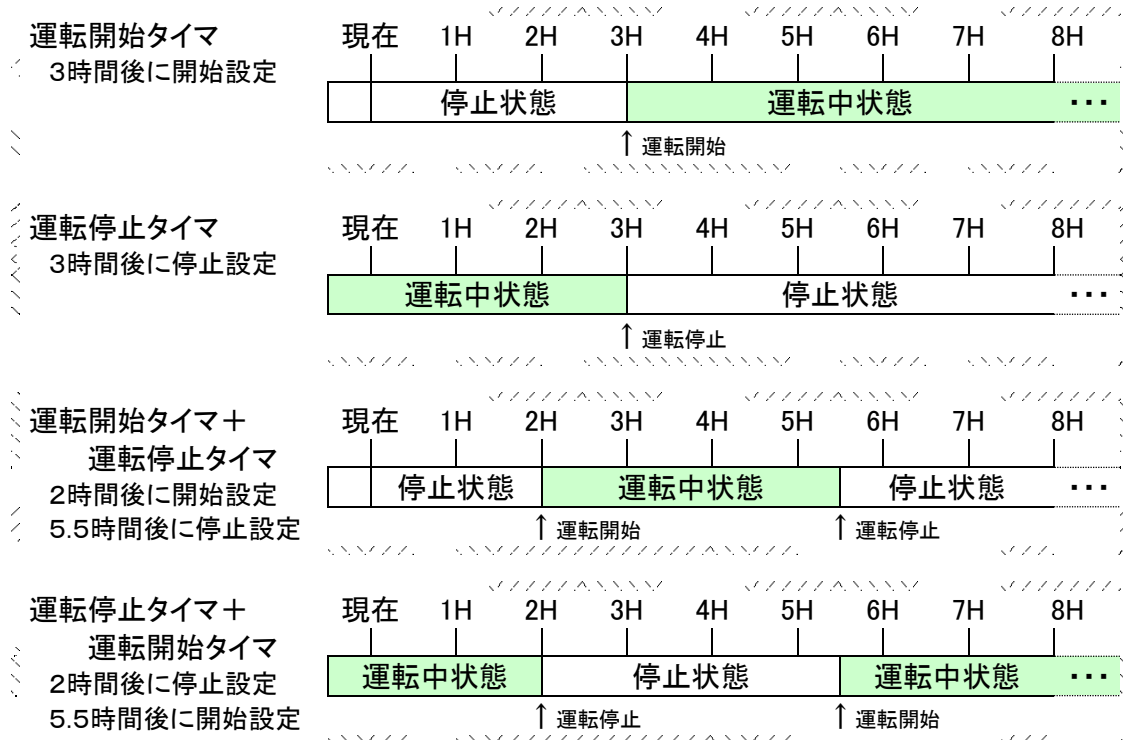 運転開始タイマ 現在 1H 2H 3H 4H 5H 6H 7H 8H
3時間後に開始設定
停止状態 運転中状態 ・・・
↑ 運転開始
運転停止タイマ 現在 1H 2H 3H 4H 5H 6H 7H 8H
3時間後に停止設定
運転中状態 停止状態 ・・・
↑ 運転停止
運転開始タイマ＋ 現在 1H 2H 3H 4H 5H 6H 7H 8H
運転停止タイマ
2時間後に開始設定
停止状態 運転中状態 停止状態 ・・・
5.5時間後に停止設定 ↑ 運転開始 ↑ 運転停止
運転停止タイマ＋ 現在 1H 2H 3H 4H 5H 6H 7H 8H
運転開始タイマ
2時間後に停止設定
運転中状態 停止状態 運転中状態 ・・・
5.5時間後に開始設定 ↑ 運転停止 ↑ 運転開始